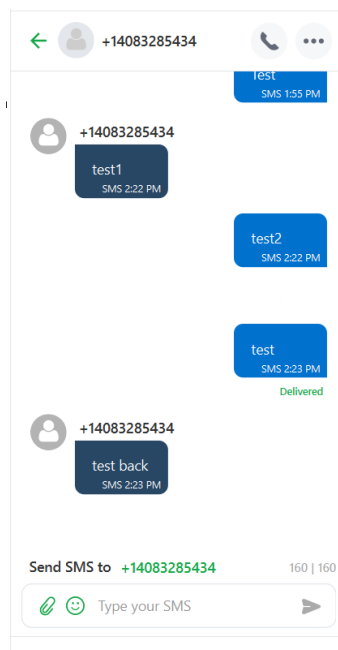 +14083285434
Test
SMS 1:55 PM
+14083285434
test1
SMS 2:22 PM
test2
SMS 2:22 PM
test
SMS 2:23 PM
Delivered
+14083285434
test back
SMS 2:23 PM
Send SMS to +14083285434 160 | 160
Type your SMS